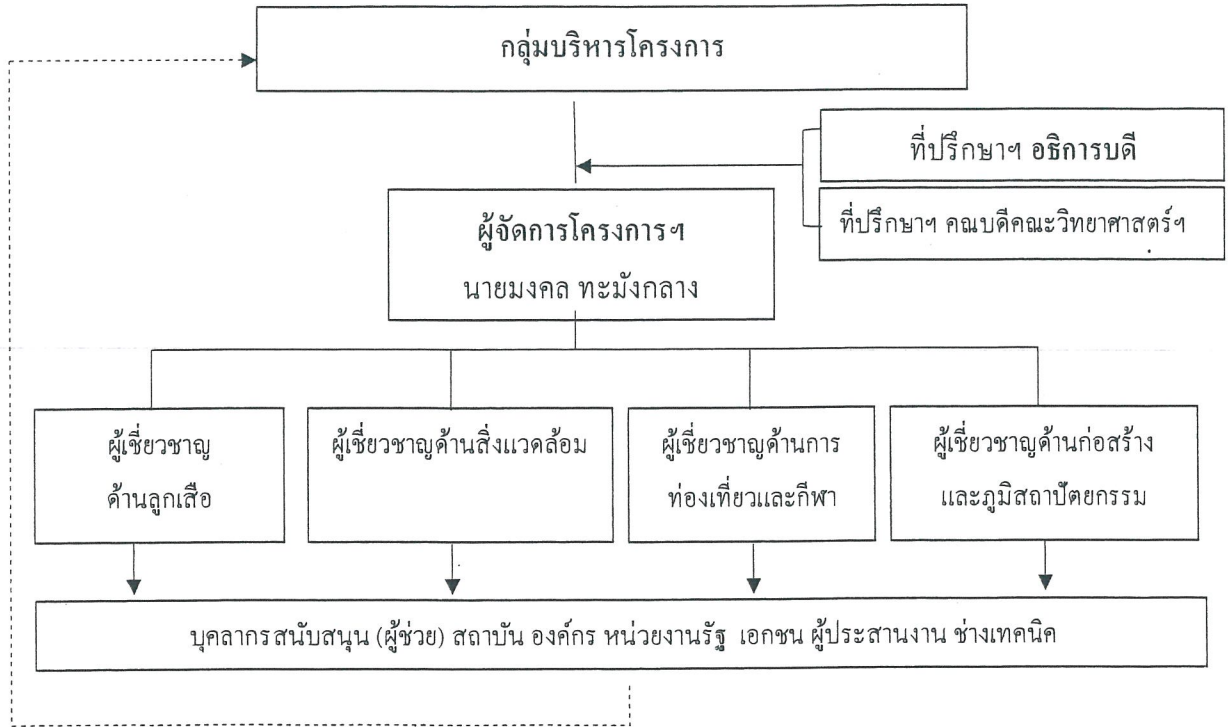 กลุ่มบริหารโครงการ
ที่ปรึกษาฯ อธิการบดี
ที่ปรึกษาฯ คณบดีคณะวิทยาศาสตร์ฯ
ผู้จัดการโครงการฯ
นายมงคล ทะมังกลาง
ผู้เชี่ยวชาญ
ด้านลูกเสือ
ผู้เชี่ยวชาญด้านสิ่งแวดล้อม
ผู้เชี่ยวชาญด้านการ
ท่องเที่ยวและกีฬา
ผู้เชี่ยวชาญด้านก่อสร้าง
และภูมิสถาปัตยกรรม
บุคลากรสนับสนุน (ผู้ช่วย) สถาบัน องค์กร หน่วยงานรัฐ เอกชน ผู้ประสานงาน ช่างเทคนิค